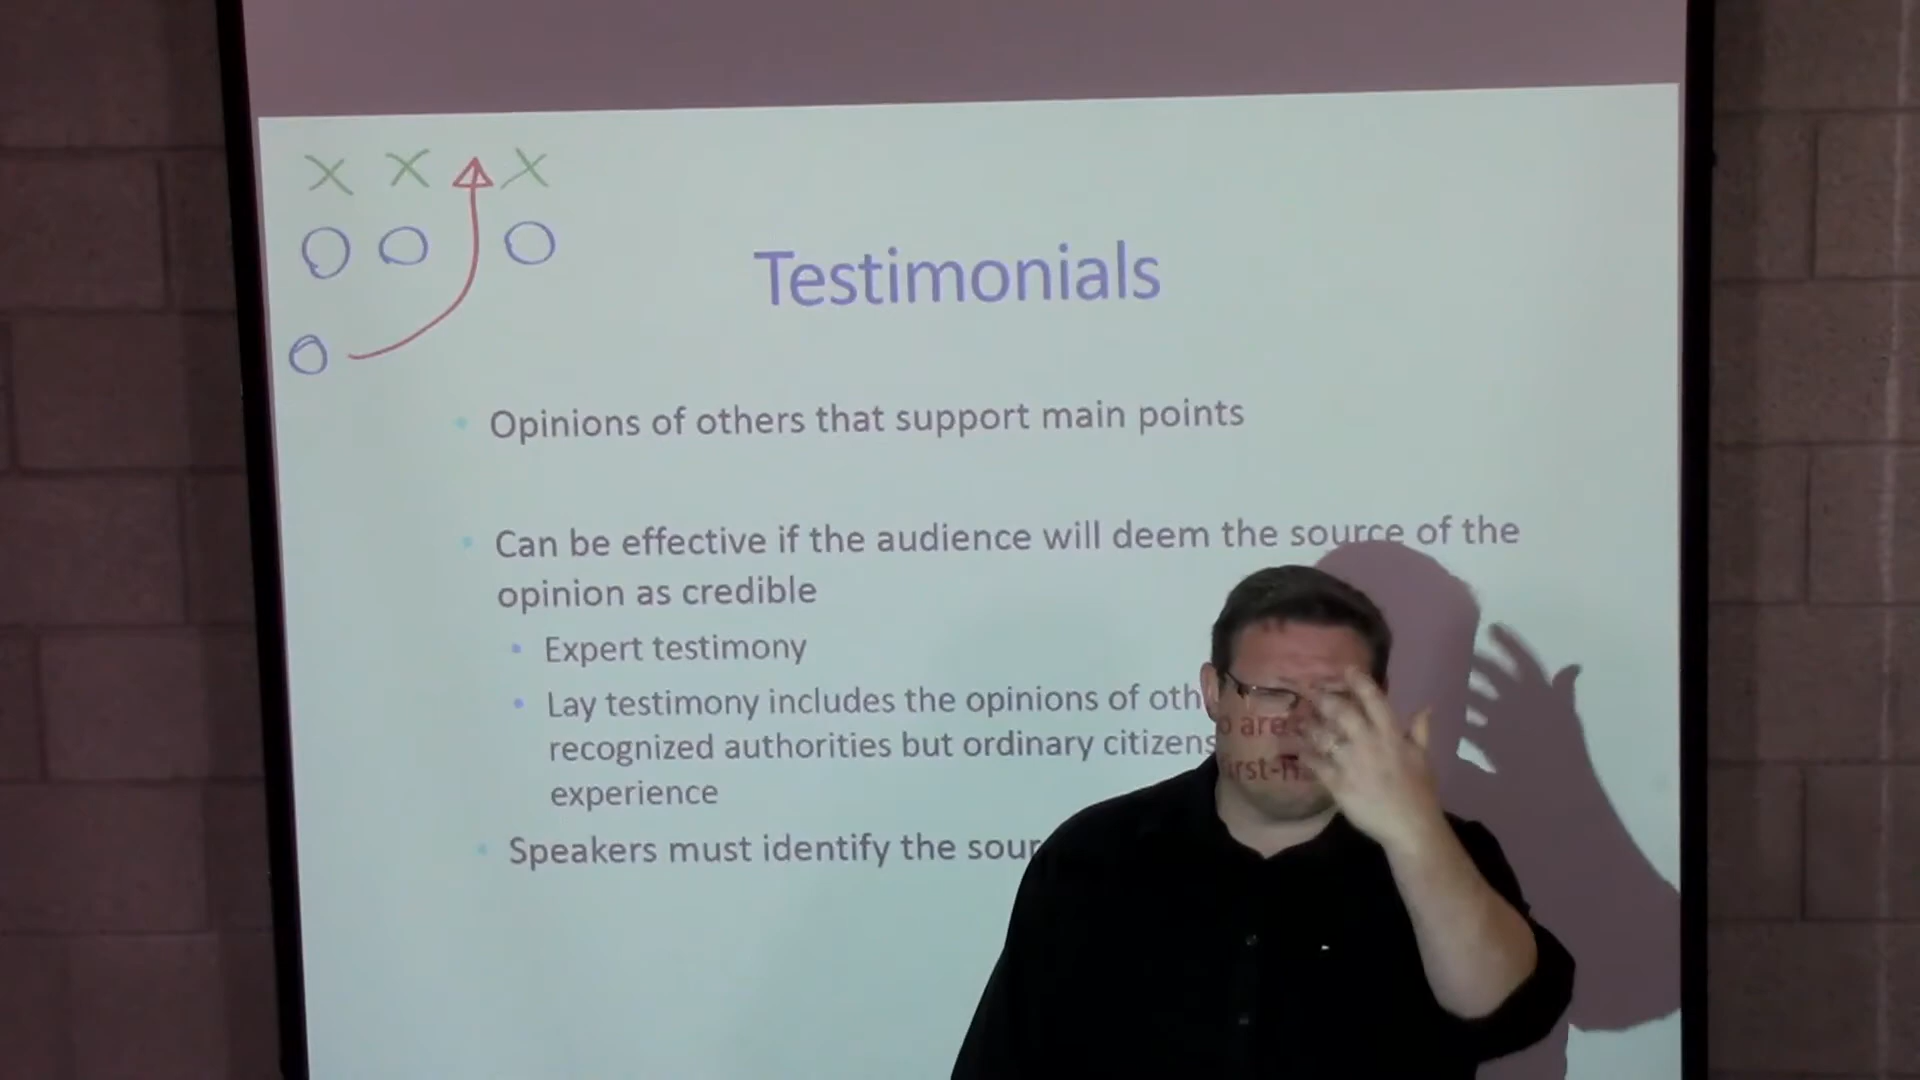 X X X
O O O
O
Testimonials
• Opinions of others that support main points
• Can be effective if the audience will deem the source of the
opinion as credible
• Expert testimony
• Lay testimony includes the opinions of
recognized authorities but ordinary citizens
experience
• Speakers must identify the